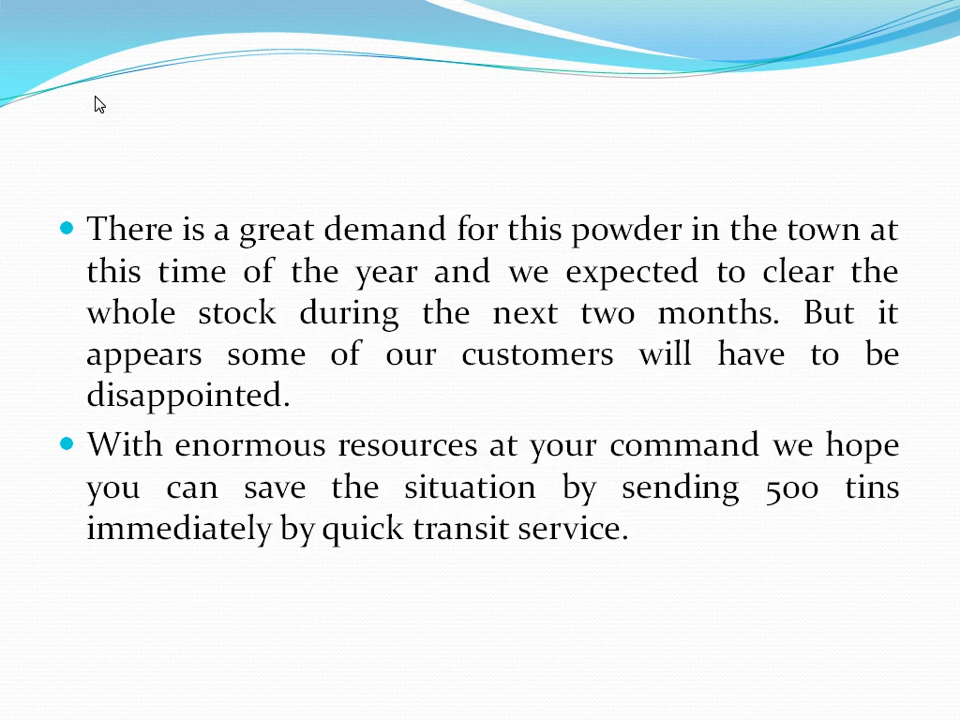 There is a great demand for this powder in the town at
this time of the year and we expected to clear the
whole stock during the next two months. But it
appears some of our customers will have to be
disappointed.
With enormous resources at your command we hope
you can save the situation by sending 500 tins
immediately by quick transit service.